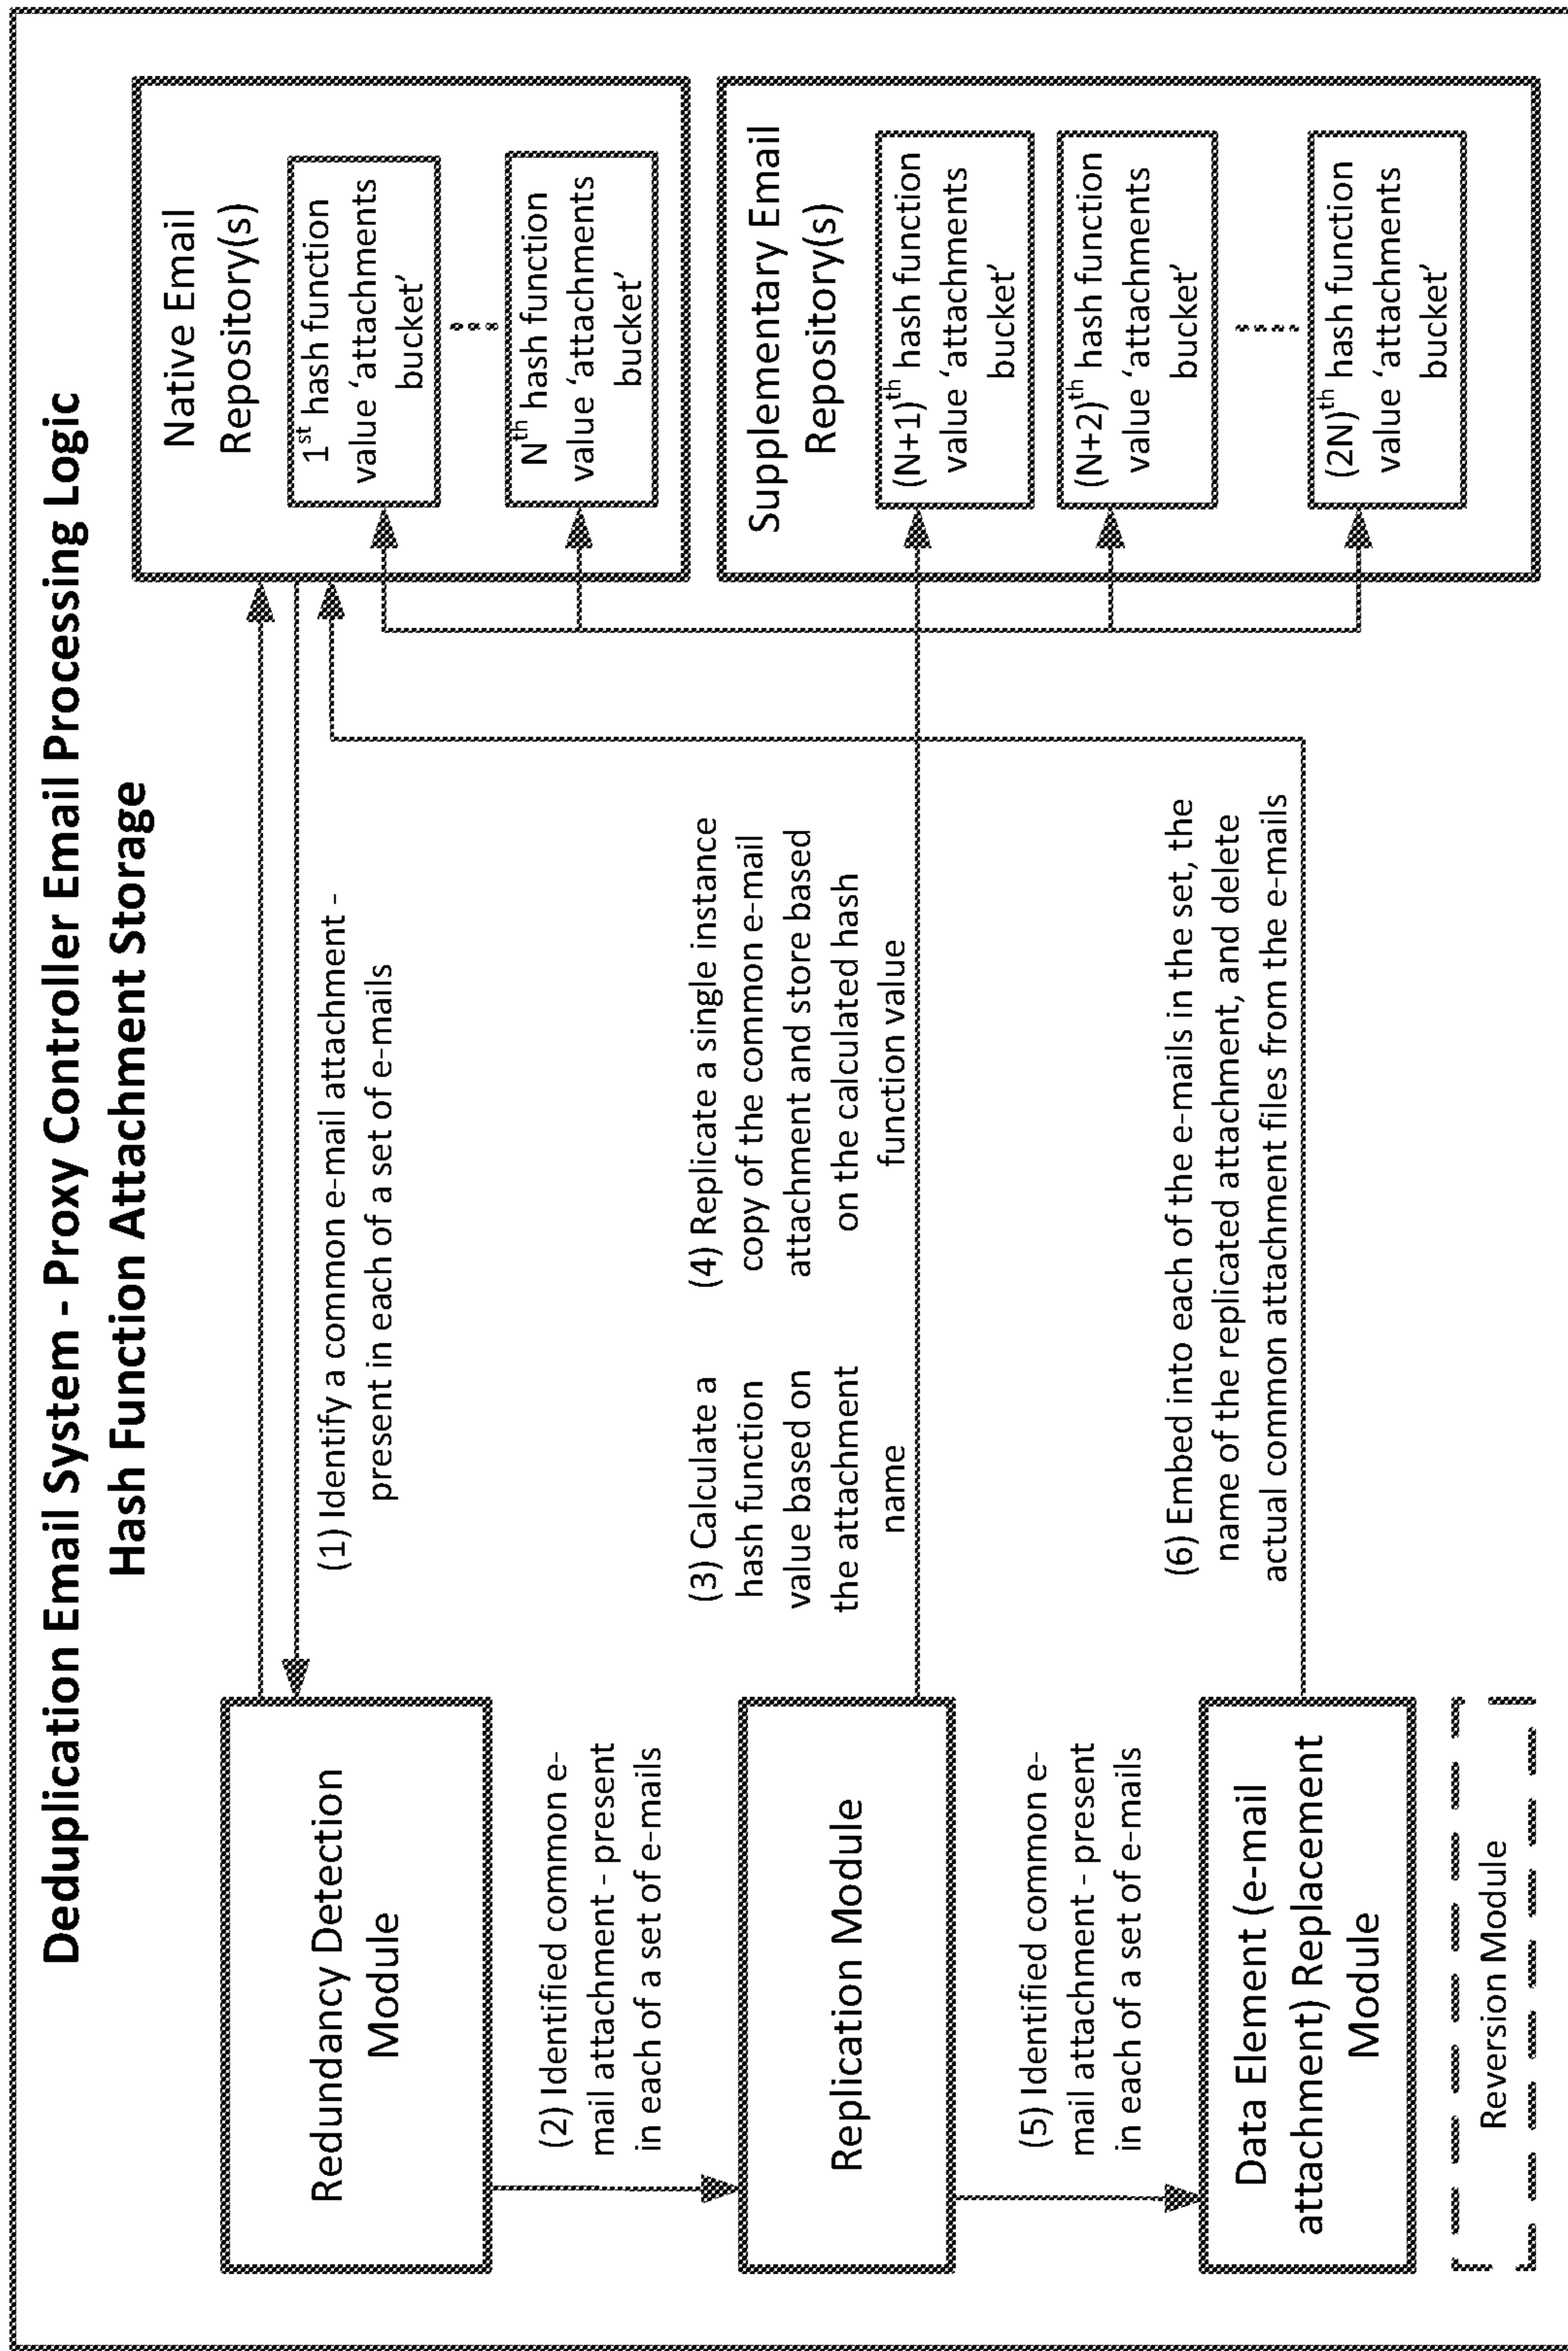 Deduplication Email System - Proxy Controller Email Processing Logic
Hash Function Attachment Storage
Redundancy Detection
Module
(1) Identify a common e-mail attachment -
present in each of a set of e-mails
Native Email
Repository(s)
1st hash function
value ‘attachments
bucket’
Nth hash function
value ‘attachments
bucket’
(2) Identified common e-
mail attachment - present
in each of a set of e-mails
Replication Module
(3) Calculate a
hash function
value based on
the attachment
name
(4) Replicate a single instance
copy of the common e-mail
attachment and store based
on the calculated hash
function value
Supplementary Email
Repository(s)
(N+1)th hash function
value ‘attachments
bucket’
(N+2)th hash function
value ‘attachments
bucket’
(2N)th hash function
value ‘attachments
bucket’
(5) Identified common e-
mail attachment - present
in each of a set of e-mails
Data Element (e-mail
attachment) Replacement
Module
(6) Embed into each of the e-mails in the set, the
name of the replicated attachment, and delete
actual common attachment files from the e-mails
Reversion Module